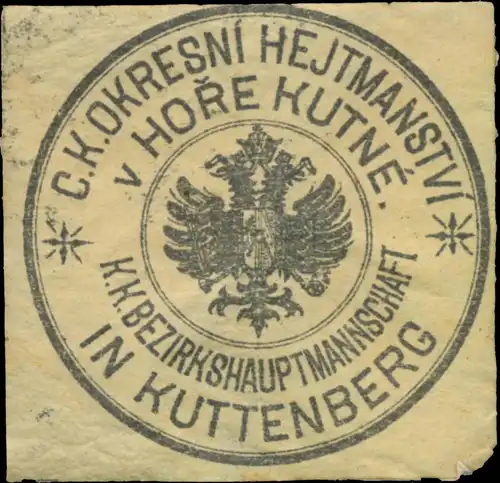 C.K.OKRESNÍ HEJTMANSTVÍ
V HOŘE KUTNÉ.
K.K.BEZIRKSHAUPTMANNSCHAFT
IN KUTTENBERG